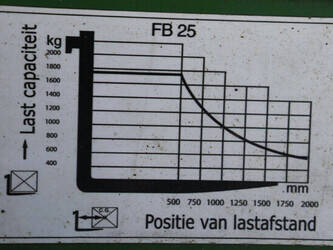 FB 25
Last capaciteit
kg
2000
1800
1600
1400
1200
1000
800
600
400
500 750 1000 1250 1500 1750 2000
mm
C.G.
Positie van lastafstand